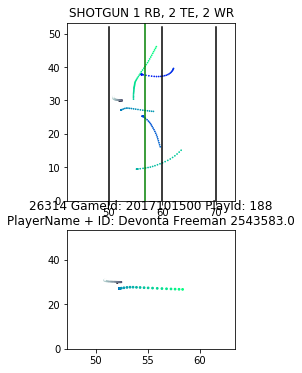 SHOTGUN 1 RB, 2 TE, 2 WR
50
40
30
20
10
0
50 60 70
26314 GameId: 2017101500 PlayId: 188
PlayerName + ID: Devonta Freeman 2543583.0
40
20
0
50 55 60